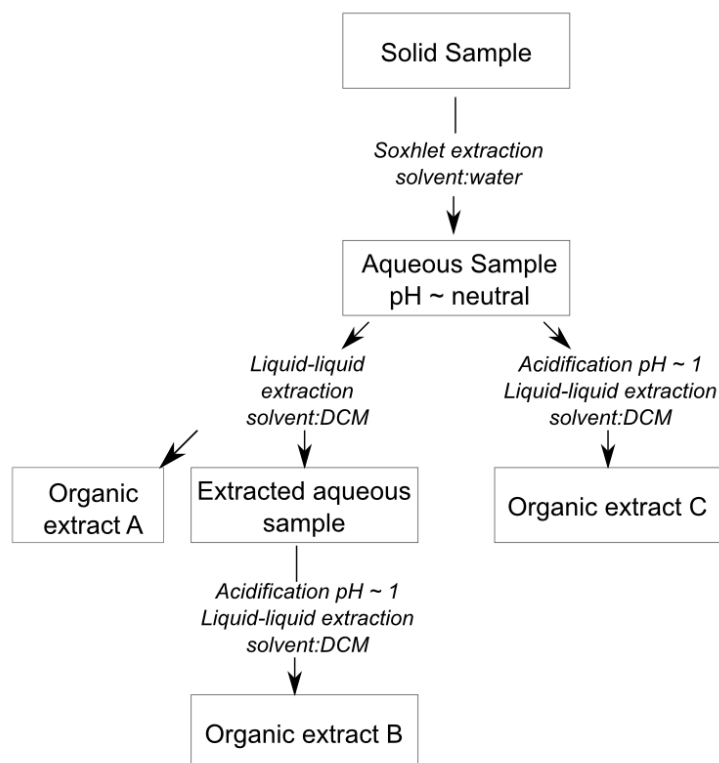 Solid Sample
Soxhlet extraction
solvent:water
Aqueous Sample
pH ~ neutral
Liquid-liquid
extraction
solvent:DCM
Acidification pH ~ 1
Liquid-liquid extraction
solvent:DCM
Organic
extract A
Extracted aqueous
sample
Organic extract C
Acidification pH ~ 1
Liquid-liquid extraction
solvent:DCM
Organic extract B